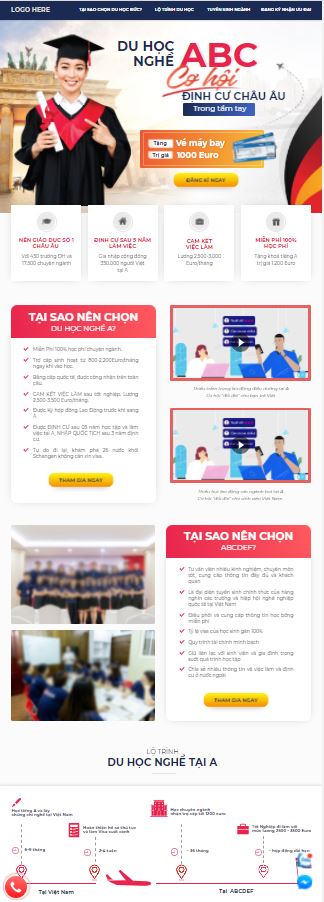 LOGO HERE
TẠI SAO CHỌN DU HỌC ĐỨC?
LỘ TRÌNH DU HỌC
TUYỂN SINH NGÀNH
ĐĂNG KÝ NHẬN ƯU ĐÃI
DU HỌC
NGHỀ
ABC
Cơ hội
ĐỊNH CƯ CHÂU ÂU
Trong tầm tay
Tặng Vé máy bay
Trị giá 1000 Euro
ĐĂNG KÍ NGAY
NỀN GIÁO DỤC SỐ 1
CHÂU ÂU
Với 430 trường ĐH và
17.500 chuyên ngành
ĐỊNH CƯ SAU 5 NĂM
LÀM VIỆC
Gia nhập cộng đồng
350.000 người Việt
tại A
CAM KẾT
VIỆC LÀM
Lương 2.500-3.000
Euro/tháng
MIỄN PHÍ 100%
HỌC PHÍ
Tặng khoá tiếng A
trị giá 1.200 Euro
TẠI SAO NÊN CHỌN
DU HỌC NGHỀ A?
Miễn Phí 100% học phí chuyên ngành.
Trợ cấp sinh hoạt từ 800-2.200Euro/tháng
ngay khi vào học.
Bằng cấp quốc tế, được công nhận trên toàn
cầu.
CAM KẾT VIỆC LÀM sau tốt nghiệp. Lương
2.300-3.500 Euro/tháng.
Được Ký hợp đồng Lao Động trước khi sang
A
Được ĐỊNH CƯ sau 05 năm học tập và làm
việc tại A, NHẬP QUỐC TỊCH sau 3 năm định
cư.
Tự do đi lại, khám phá 26 nước khối
Schengen không cần xin visa.
THAM GIA NGAY
TẠI SAO NÊN CHỌN
ABCDEF?
Tư vấn viên nhiều kinh nghiệm, chuyên môn
tốt, cung cấp thông tin đầy đủ và khách
quan
Là đại diện tuyển sinh chính thức của hàng
nghìn các trường và hiệp hội nghề nghiệp
quốc tế tại Việt Nam
Điều phối và cung cấp thông tin học bổng
miễn phí
Tỷ lệ visa của học sinh gần 100%
Quy trình tài chính minh bạch
Giữ liên lạc với sinh viên và gia đình trong
suốt quá trình học tập
Chia sẻ nhiều thông tin về việc làm và định
cư ở nước ngoài
THAM GIA NGAY
LỘ TRÌNH
DU HỌC NGHỀ TẠI A
Học tiếng A và lấy
chứng chỉ nghề tại Việt Nam
Hoàn thiện hồ sơ thủ tục
và làm Visa xuất cảnh
Học chuyên ngành
nhận trợ cấp tới 1200 euro
Tốt Nghiệp đi làm với
mức lương 2500 - 3500 Euro
6-9 tháng
2-4 tuần
~ 36 tháng
~ hợp đồng dài hạn
Tại Việt Nam
Tại ABCDEF